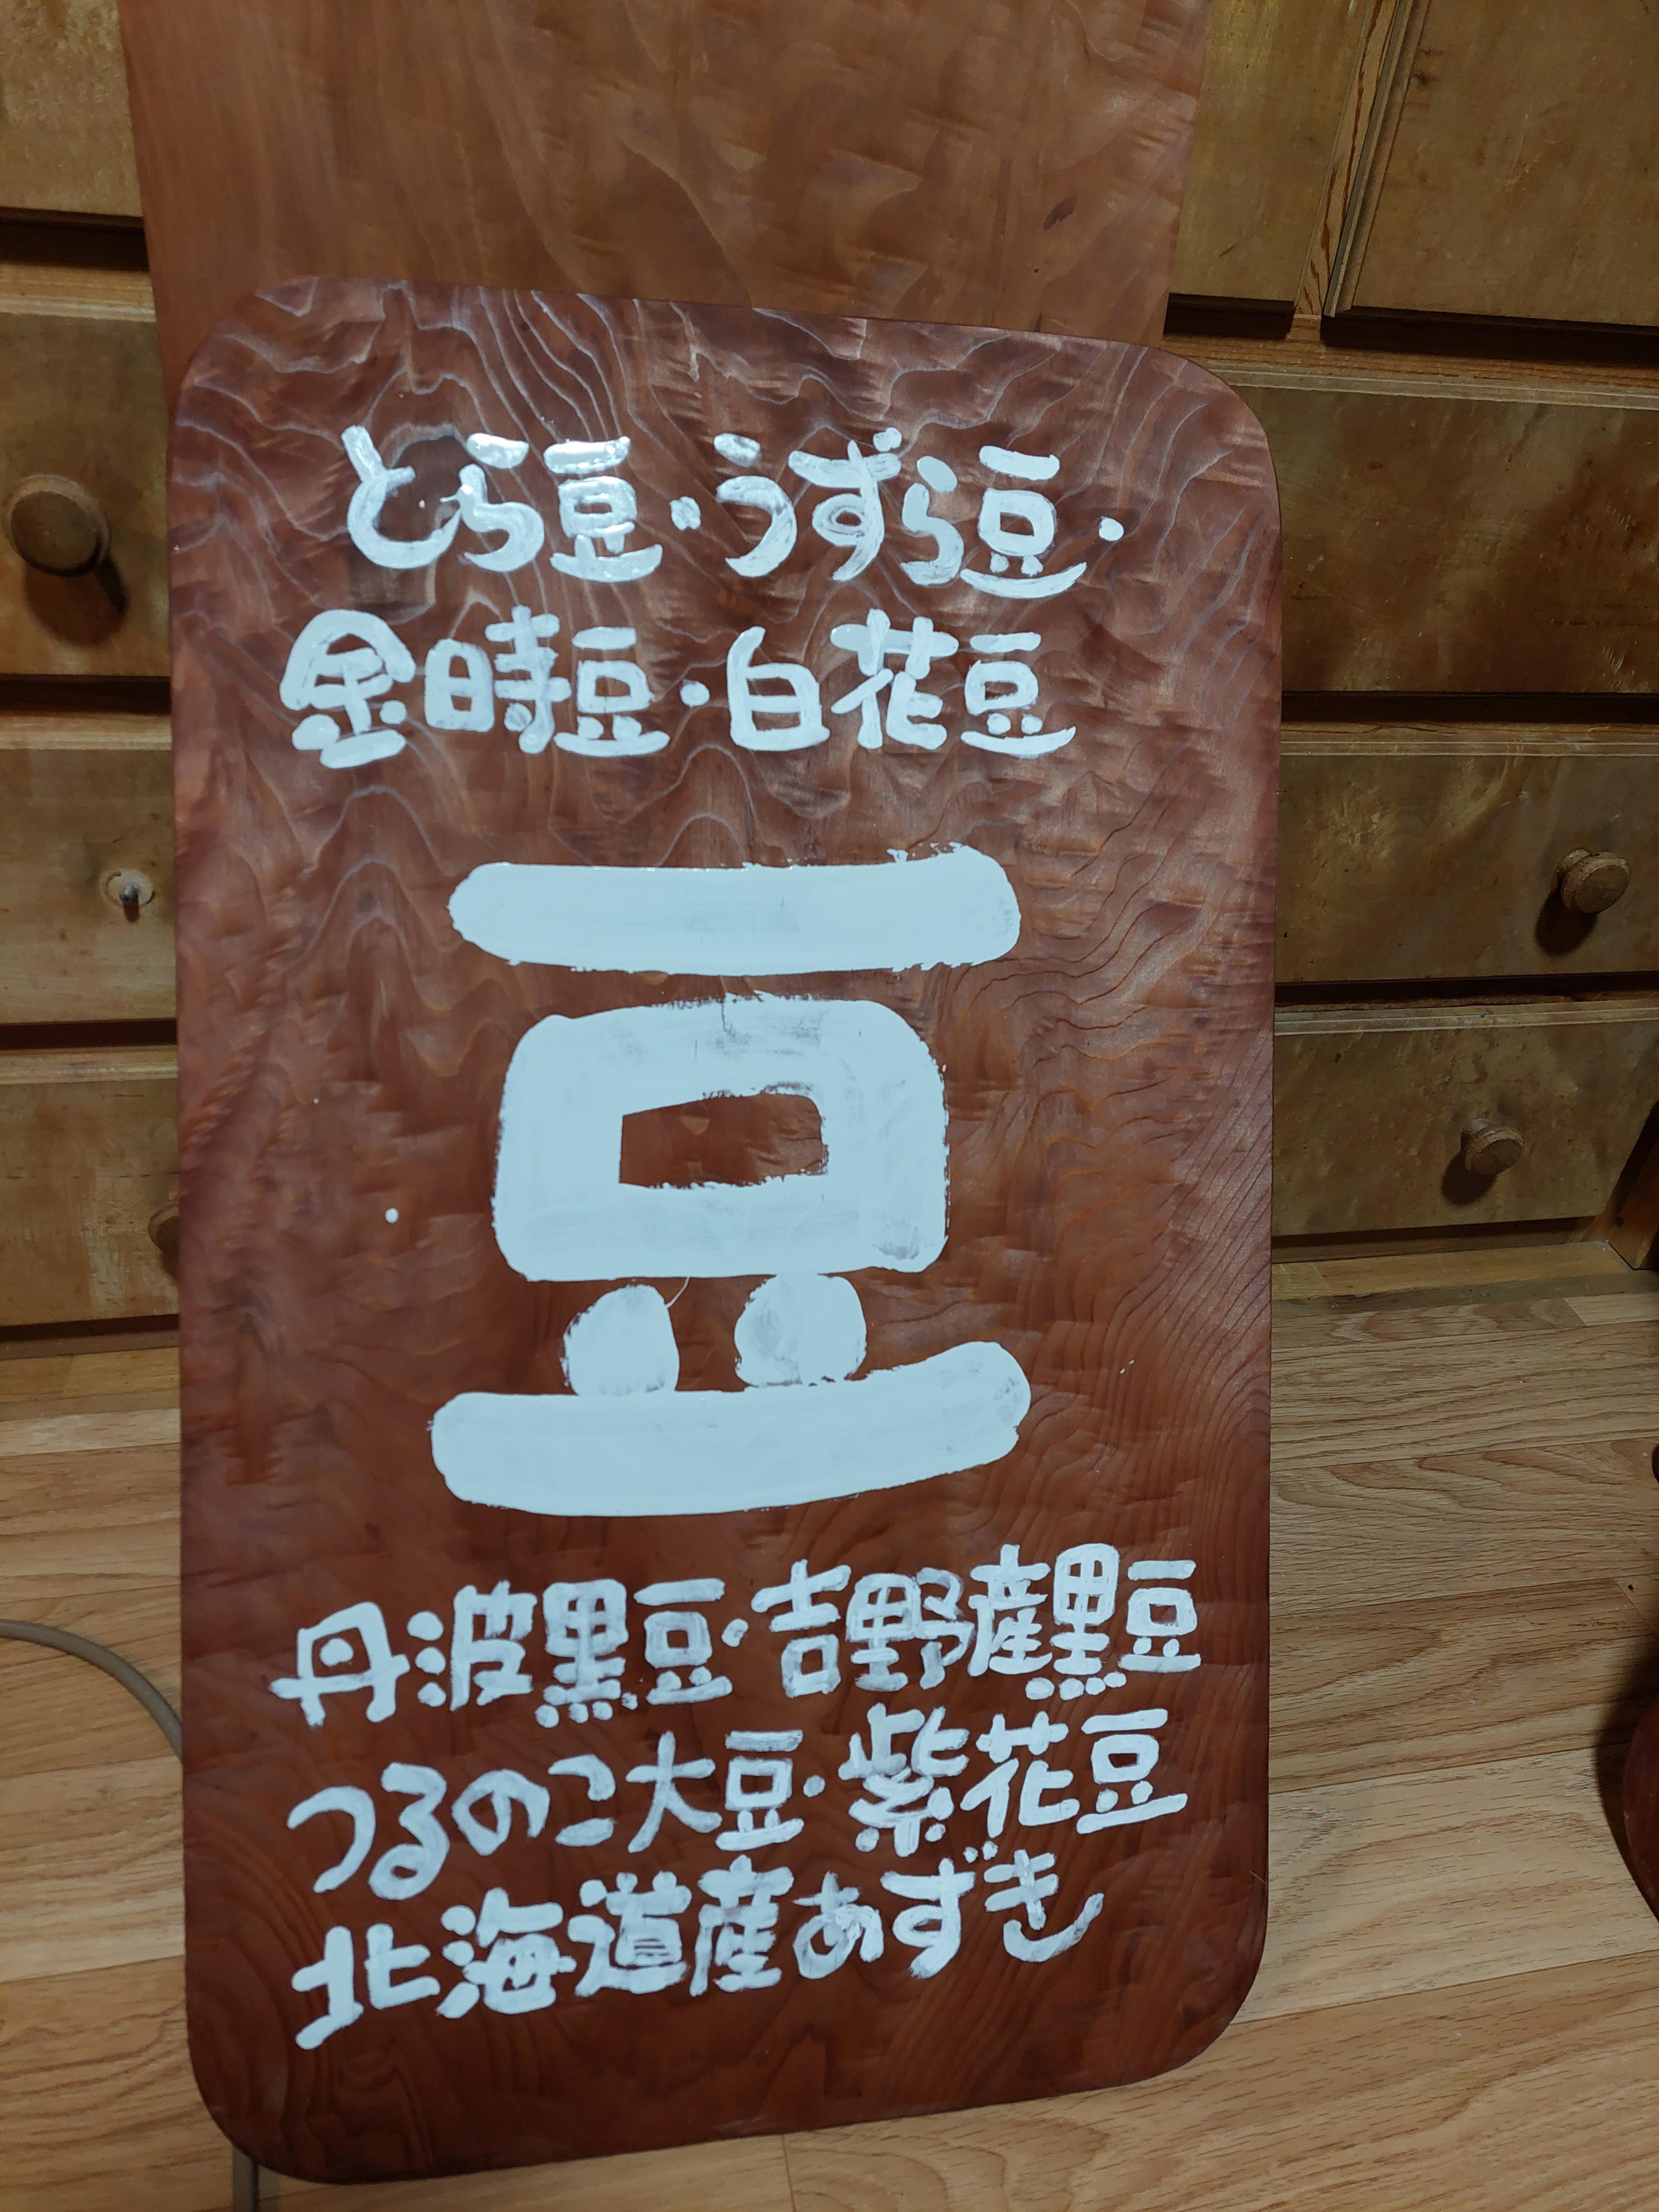 とら豆・うずら豆・
金時豆・白花豆
豆
丹波黒豆・吉野産黒豆
つるのこ大豆・紫花豆
北海道産あずき